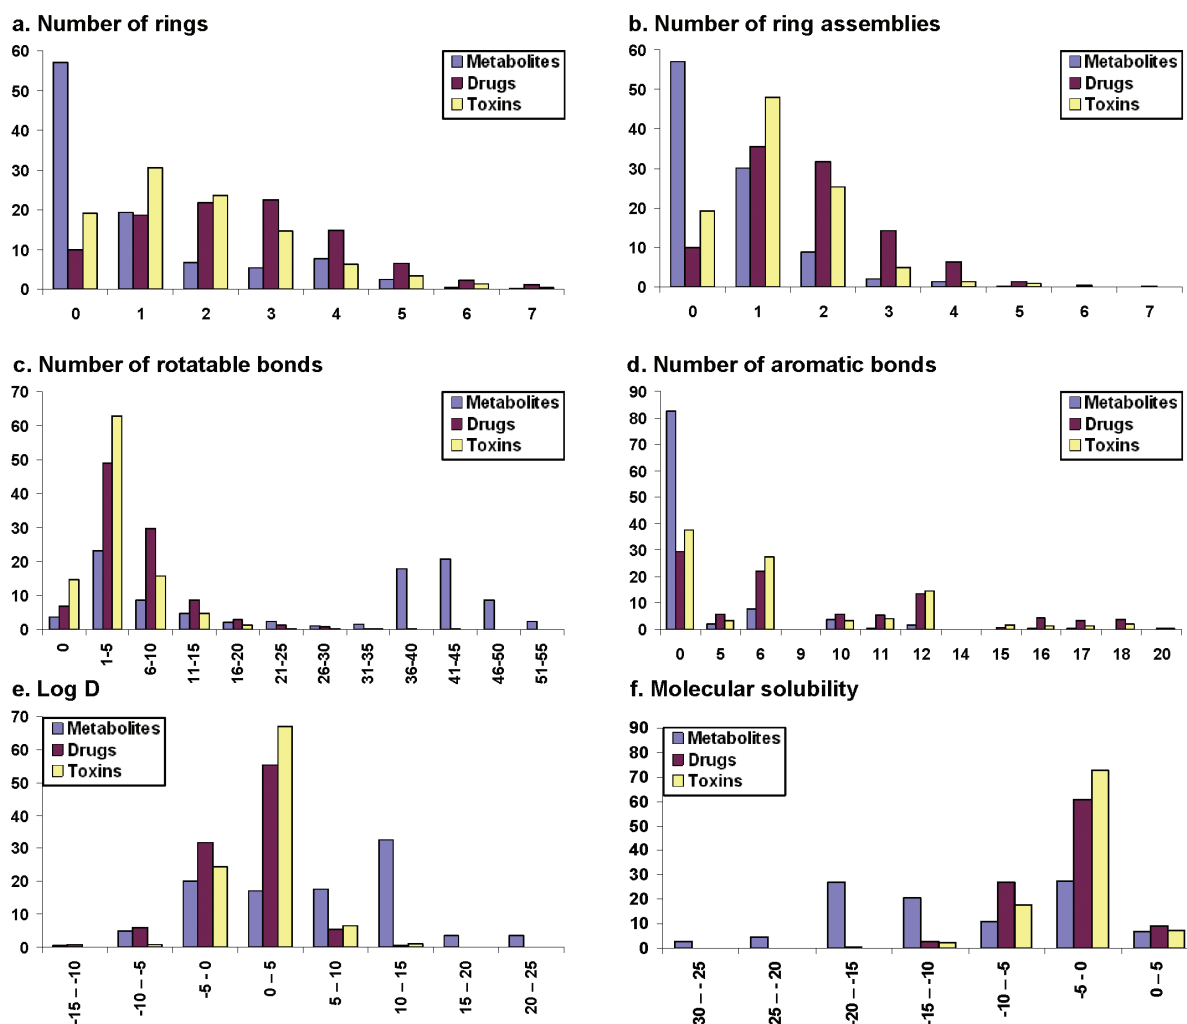 a. Number of rings
60
50
40
30
20
10
0
Metabolites
Drugs
Toxins
0 1 2 3 4 5 6 7
b. Number of ring assemblies
60
50
40
30
20
10
0
Metabolites
Drugs
Toxins
0 1 2 3 4 5 6 7
c. Number of rotatable bonds
70
60
50
40
30
20
10
0
Metabolites
Drugs
Toxins
0 1-5 6-10 11-15 16-20 21-25 26-30 31-35 36-40 41-45 46-50 51-55
d. Number of aromatic bonds
90
80
70
60
50
40
30
20
10
0
Metabolites
Drugs
Toxins
0 5 6 9 10 11 12 14 15 16 17 18 20
e. Log D
70
60
50
40
30
20
10
0
Metabolites
Drugs
Toxins
-15 – -10 -10 – -5 -5 - 0 0 – 5 5 – 10 10 – 15 15 – 20 20 – 25
f. Molecular solubility
90
80
70
60
50
40
30
20
10
0
Metabolites
Drugs
Toxins
30 – - 25 25 – - 20 -20 – -15 -15 – -10 -10 – -5 -5 - 0 0 – 5